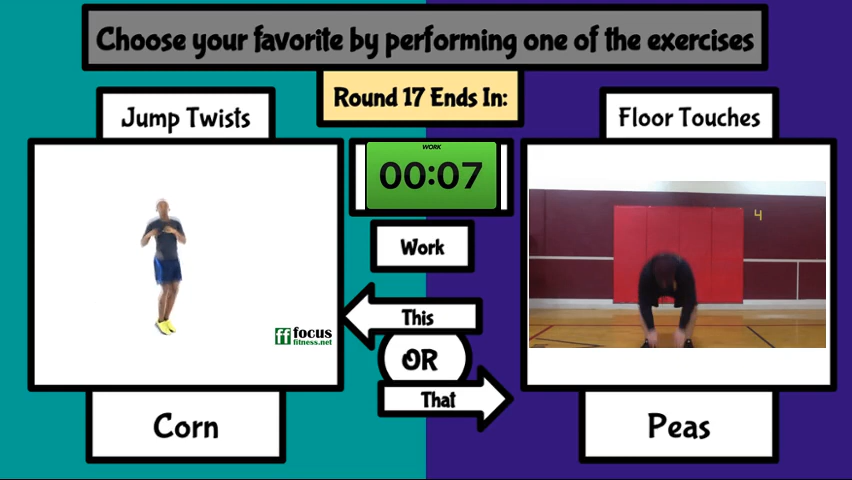 Choose your favorite by performing one of the exercises
Round 17 Ends In:
Jump Twists
Floor Touches
WORK
00:07
4
Work
This
ff focus
fitness.net
OR
That
Corn
Peas